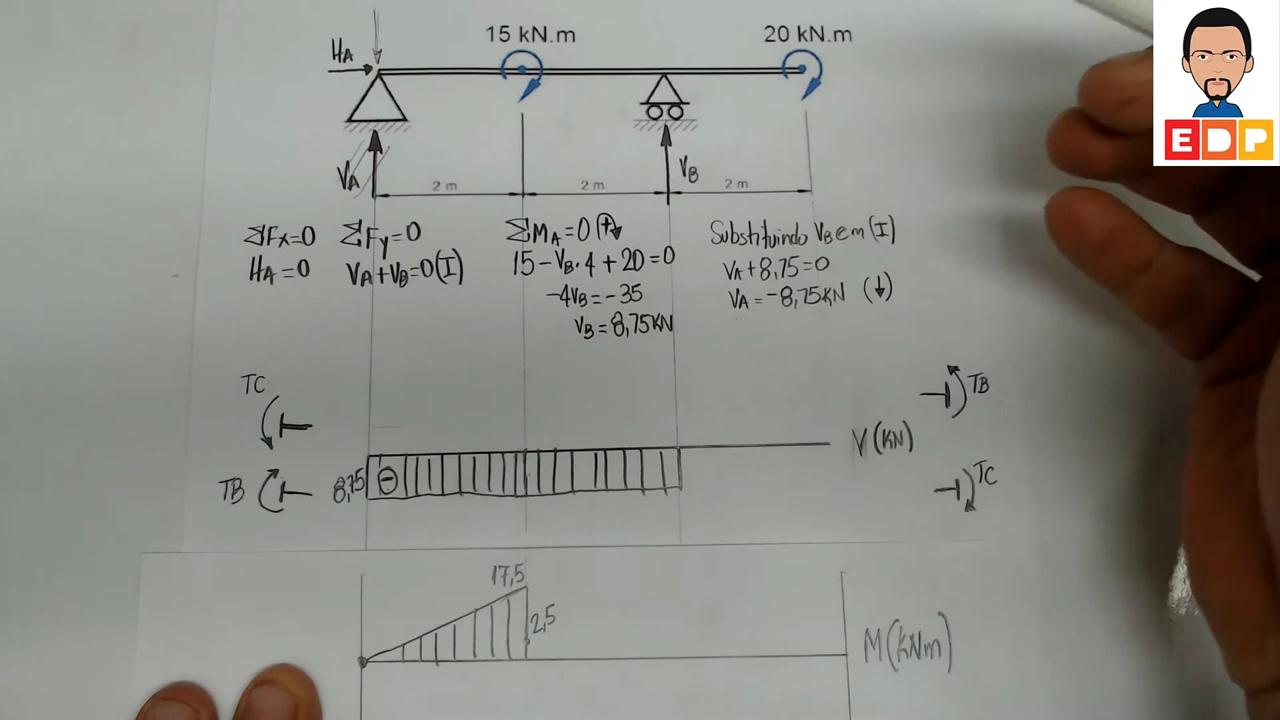 HA
15 kN.m
20 kN.m
EDP
VA
VB
2 m
2 m
2 m
ΣFx=0
HA=0
ΣFy=0
VA+VB=0(I)
ΣMA=0 (+↷)
15-VB.4+20=0
-4VB=-35
VB=8,75KN
Substituindo VB em (I)
VA+8,75=0
VA=-8,75KN (↓)
TC
TB
TB
TC
8,75
⊖
V(KN)
17,5
2,5
M(KNm)